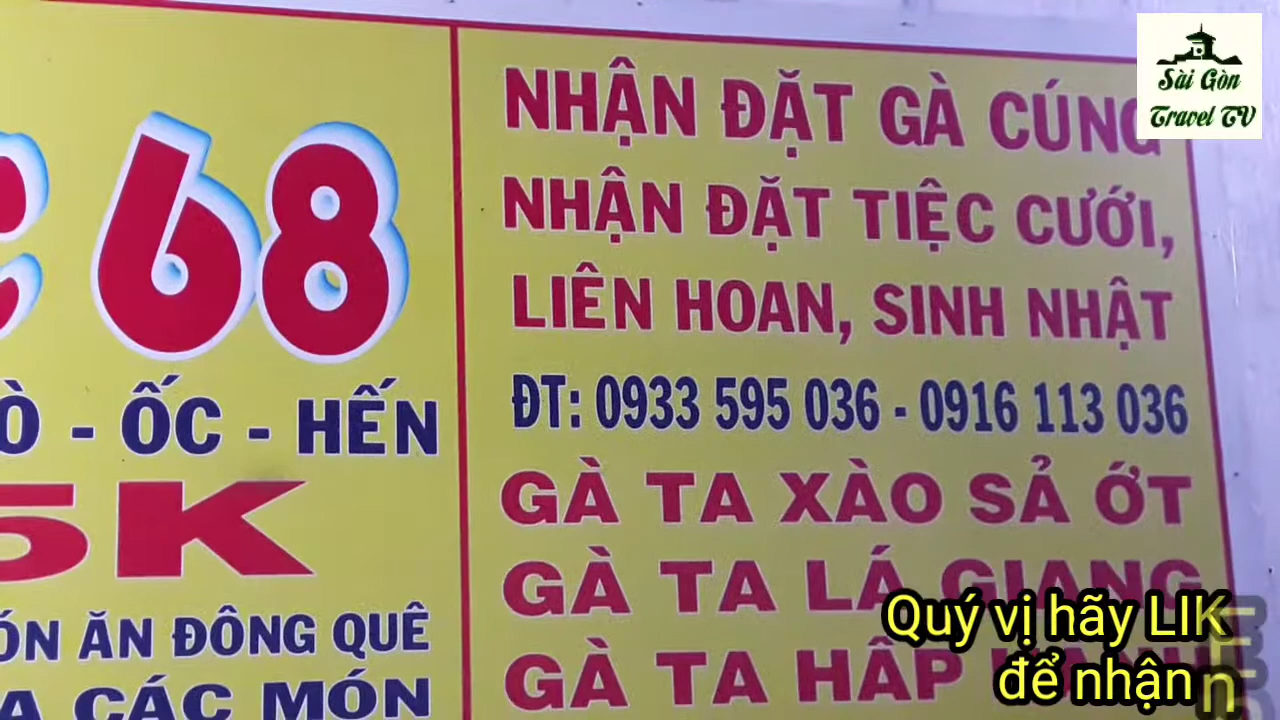 68
- ỐC - HẾN
5K
ĂN ĐÔNG QUÊ
CÁC MÓN
NHẬN ĐẶT GÀ CÚNG
NHẬN ĐẶT TIỆC CƯỚI,
LIÊN HOAN, SINH NHẬT
ĐT: 0933 595 036 - 0916 113 036
GÀ TA XÀO SẢ ỚT
GÀ TA LÁ GIANG
GÀ TA HẤP
Sài Gòn
Travel TV
Quý vị hãy LIK
để nhận